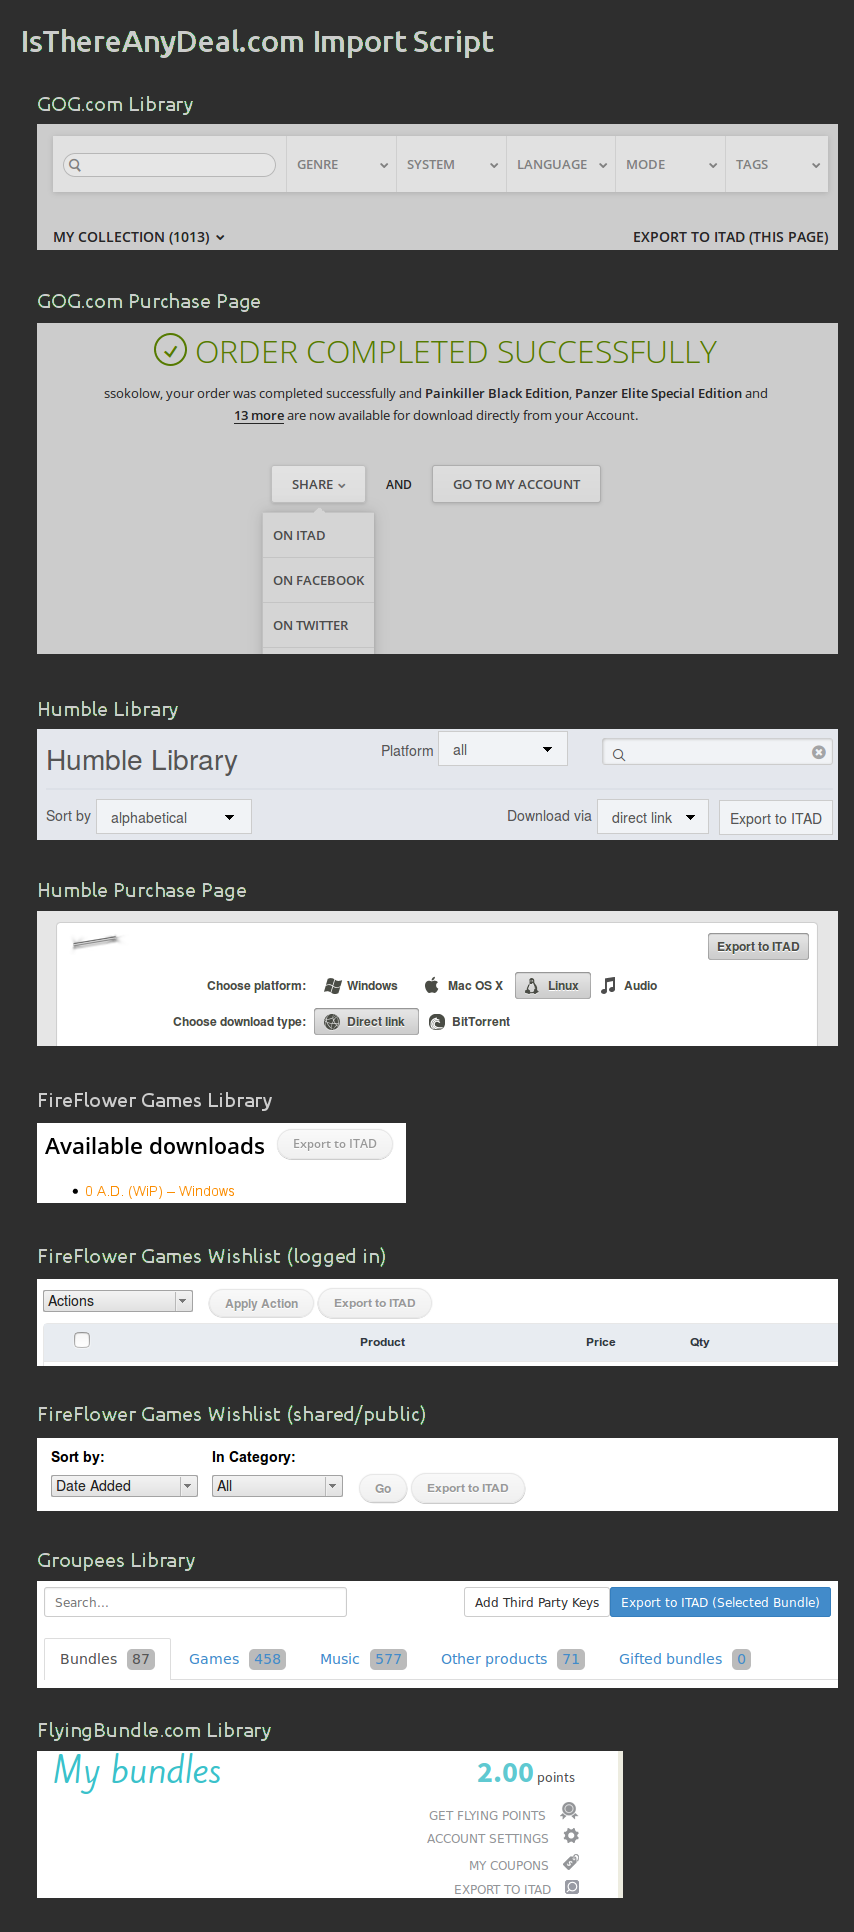 IsThereAnyDeal.com Import Script
GOG.com Library
GENRE SYSTEM LANGUAGE MODE TAGS
MY COLLECTION (1013) EXPORT TO ITAD (THIS PAGE)
GOG.com Purchase Page
ORDER COMPLETED SUCCESSFULLY
ssokolow, your order was completed successfully and Painkiller Black Edition, Panzer Elite Special Edition and
13 more are now available for download directly from your Account.
SHARE AND GO TO MY ACCOUNT
ON ITAD
ON FACEBOOK
ON TWITTER
Humble Library
Humble Library Platform all
Sort by alphabetical Download via direct link Export to ITAD
Humble Purchase Page
Export to ITAD
Choose platform: Windows Mac OS X Linux Audio
Choose download type: Direct link BitTorrent
FireFlower Games Library
Available downloads Export to ITAD
• 0 A.D. (WiP) – Windows
FireFlower Games Wishlist (logged in)
Actions Apply Action Export to ITAD
Product Price Qty
FireFlower Games Wishlist (shared/public)
Sort by: In Category:
Date Added All Go Export to ITAD
Groupees Library
Search... Add Third Party Keys Export to ITAD (Selected Bundle)
Bundles 87 Games 458 Music 577 Other products 71 Gifted bundles 0
FlyingBundle.com Library
My bundles 2.00 points
GET FLYING POINTS
ACCOUNT SETTINGS
MY COUPONS
EXPORT TO ITAD